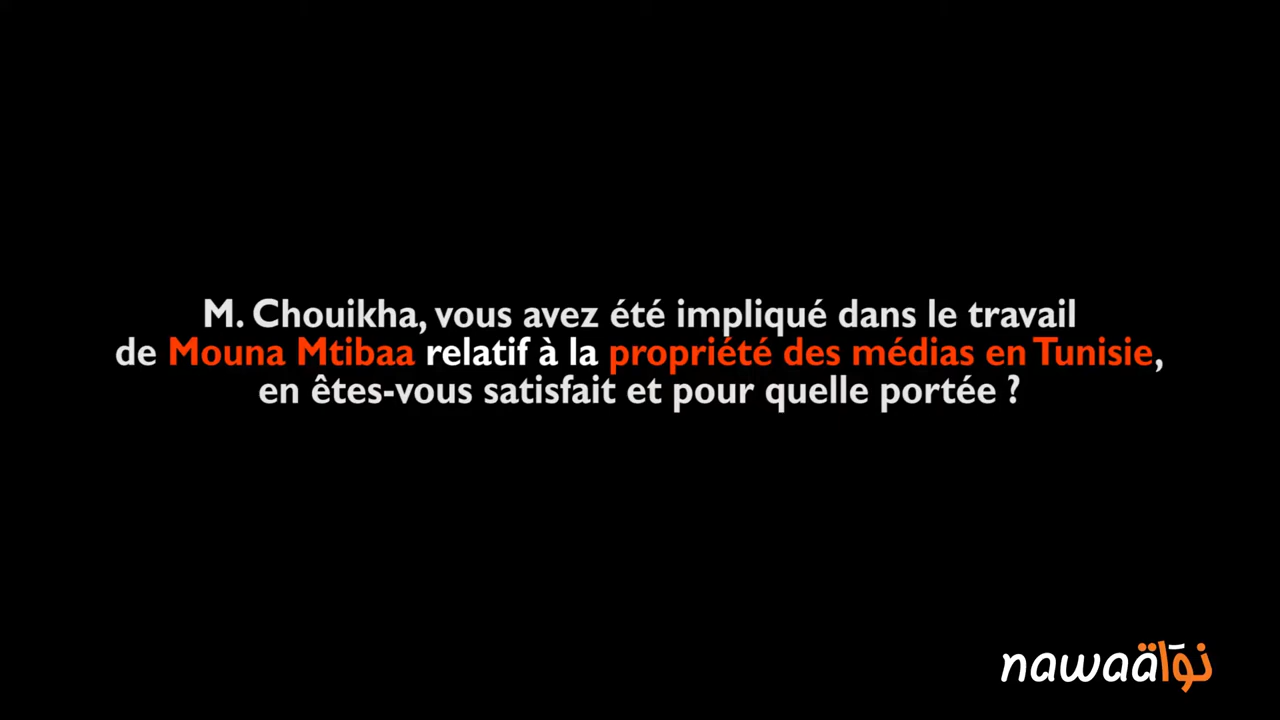 M. Chouikha, vous avez été impliqué dans le travail
de Mouna Mtibaa relatif à la propriété des médias en Tunisie,
en êtes-vous satisfait et pour quelle portée ?
nawaä نواة